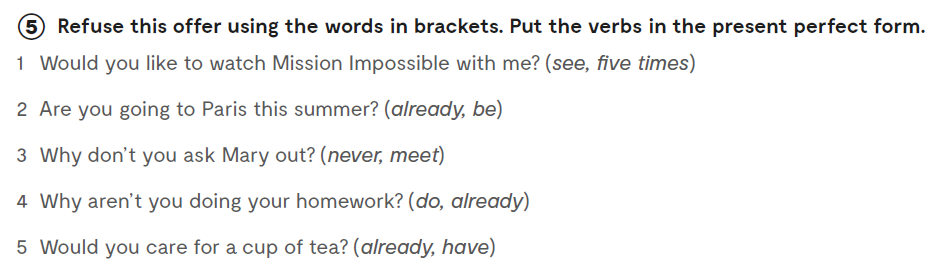 5 Refuse this offer using the words in brackets. Put the verbs in the present perfect form.
1 Would you like to watch Mission Impossible with me? (see, five times)
2 Are you going to Paris this summer? (already, be)
3 Why don't you ask Mary out? (never, meet)
4 Why aren't you doing your homework? (do, already)
5 Would you care for a cup of tea? (already, have)